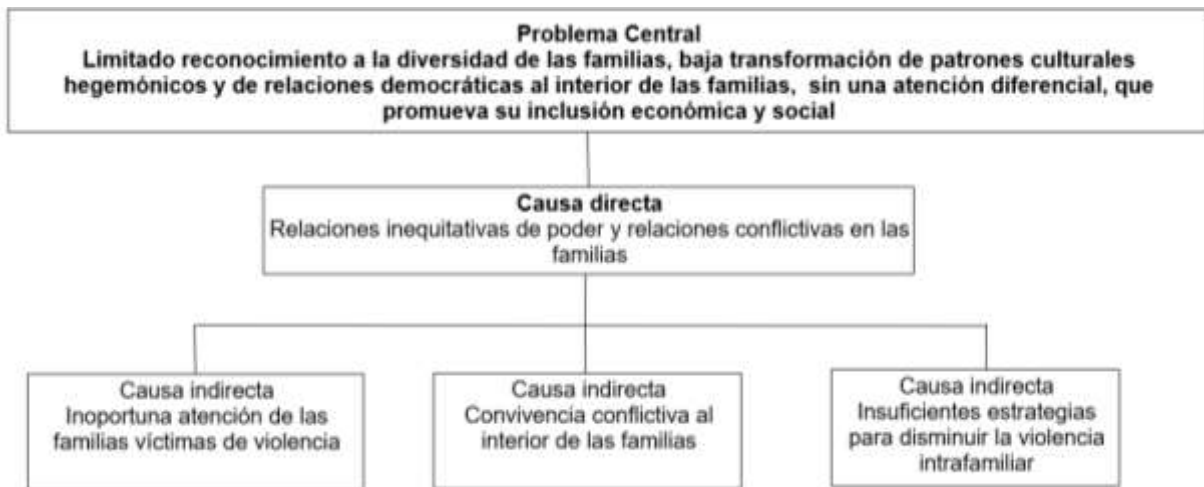 Problema Central
Limitado reconocimiento a la diversidad de las familias, baja transformación de patrones culturales
hegemónicos y de relaciones democráticas al interior de las familias, sin una atención diferencial, que
promueva su inclusión económica y social
Causa directa
Relaciones inequitativas de poder y relaciones conflictivas en las
familias
Causa indirecta
Inoportuna atención de las
familias víctimas de violencia
Causa indirecta
Convivencia conflictiva al
interior de las familias
Causa indirecta
Insuficientes estrategias
para disminuir la violencia
intrafamiliar